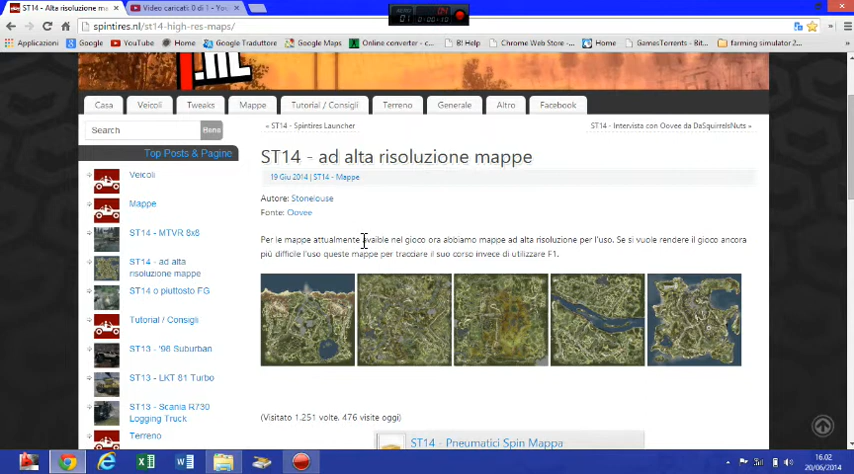 ST14 - Alta risoluzione ma
Video caricati: 0 di 1 - Yo
spintires.nl/st14-high-res-maps/
Applicazioni Google YouTube Home Google Traduttore Google Maps Online converter - B! Help Chrome Web Store - Home GamesTorrents - Bit farming simulator 2...
Casa Veicoli Tweaks Mappe Tutorial / Consigli Terreno Generale Altro Facebook
Search
« ST14 - Spintires Launcher
ST14 - Intervista con Oovee da DaSquirrelsNuts »
Top Posts & Pagine
ST14 - ad alta risoluzione mappe
19 Giu 2014 | ST14 - Mappe
Autore: Stonelouse
Fonte: Oovee
Per le mappe attualmente avaible nel gioco ora abbiamo mappe ad alta risoluzione per l'uso. Se si vuole rendere il gioco ancora
più difficile l'uso queste mappe per tracciare il suo corso invece di utilizzare F1.
Veicoli
Mappe
ST14 - MTVR 8x8
ST14 - ad alta
risoluzione mappe
ST14 o piuttosto FG
Tutorial / Consigli
ST13 - '98 Suburban
ST13 - LKT 81 Turbo
ST13 - Scania R730
Logging Truck
Terreno
(Visitato 1.251 volte, 476 visite oggi)
ST14 - Pneumatici Spin Mappa
16.02
20/06/2014